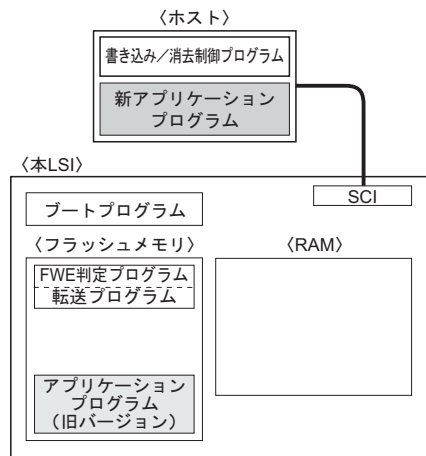 〈ホスト〉
書き込み／消去制御プログラム
新アプリケーション
プログラム
〈本LSI〉
SCI
ブートプログラム
〈フラッシュメモリ〉
〈RAM〉
FWE判定プログラム
転送プログラム
アプリケーション
プログラム
（旧バージョン）